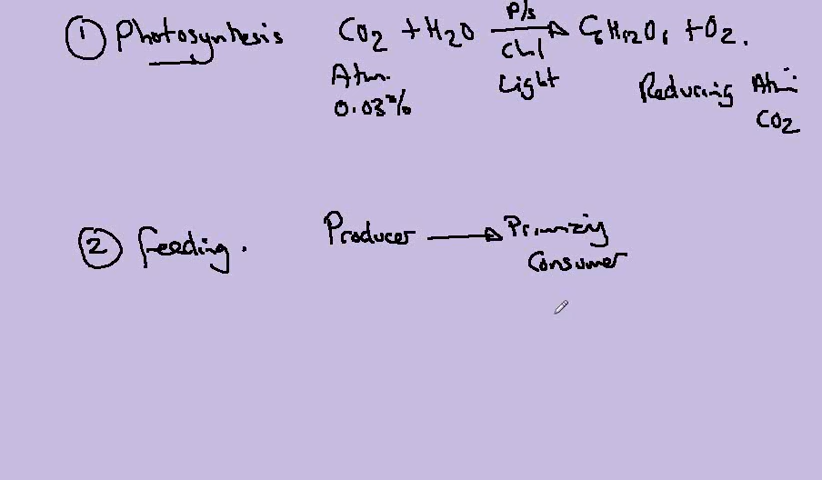 ① Photosynthesis CO2 + H2O P/s → C6H12O6 + O2.
Chl
Atm. Light Reducing Atm
0.03% CO2
② Feeding. Producer → Primary
Consumer